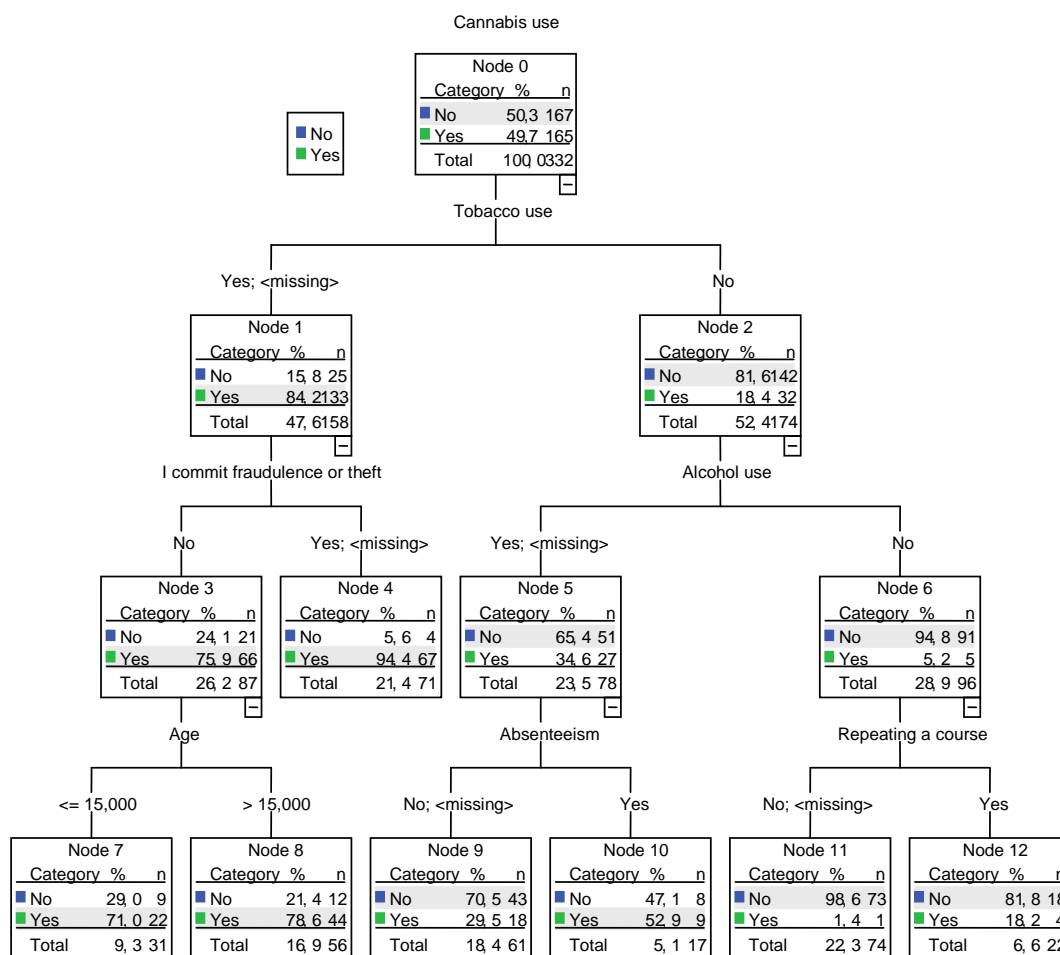 Cannabis use
Node 0
Category % n
No 50,3 167
Yes 49,7 165
Total 100,0332
No
Yes
Tobacco use
Yes; <missing>
No
Node 1
Category % n
No 15,8 25
Yes 84,2133
Total 47,6158
Node 2
Category % n
No 81,6142
Yes 18,4 32
Total 52,4174
I commit fraudulence or theft
Alcohol use
No
Yes; <missing>
Yes; <missing>
No
Node 3
Category % n
No 24,1 21
Yes 75,9 66
Total 26,2 87
Node 4
Category % n
No 5,6 4
Yes 94,4 67
Total 21,4 71
Node 5
Category % n
No 65,4 51
Yes 34,6 27
Total 23,5 78
Node 6
Category % n
No 94,8 91
Yes 5,2 5
Total 28,9 96
Age
Absenteeism
Repeating a course
<= 15,000
> 15,000
No; <missing>
Yes
No; <missing>
Yes
Node 7
Category % n
No 29,0 9
Yes 71,0 22
Total 9,3 31
Node 8
Category % n
No 21,4 12
Yes 78,6 44
Total 16,9 56
Node 9
Category % n
No 70,5 43
Yes 29,5 18
Total 18,4 61
Node 10
Category % n
No 47,1 8
Yes 52,9 9
Total 5,1 17
Node 11
Category % n
No 98,6 73
Yes 1,4 1
Total 22,3 74
Node 12
Category % n
No 81,8 18
Yes 18,2 4
Total 6,6 22